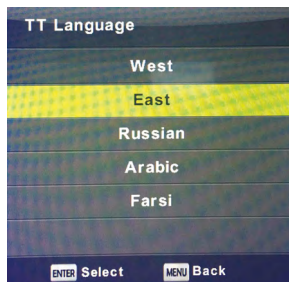 TT Language
West
East
Russian
Arabic
Farsi
ENTER Select MENU Back